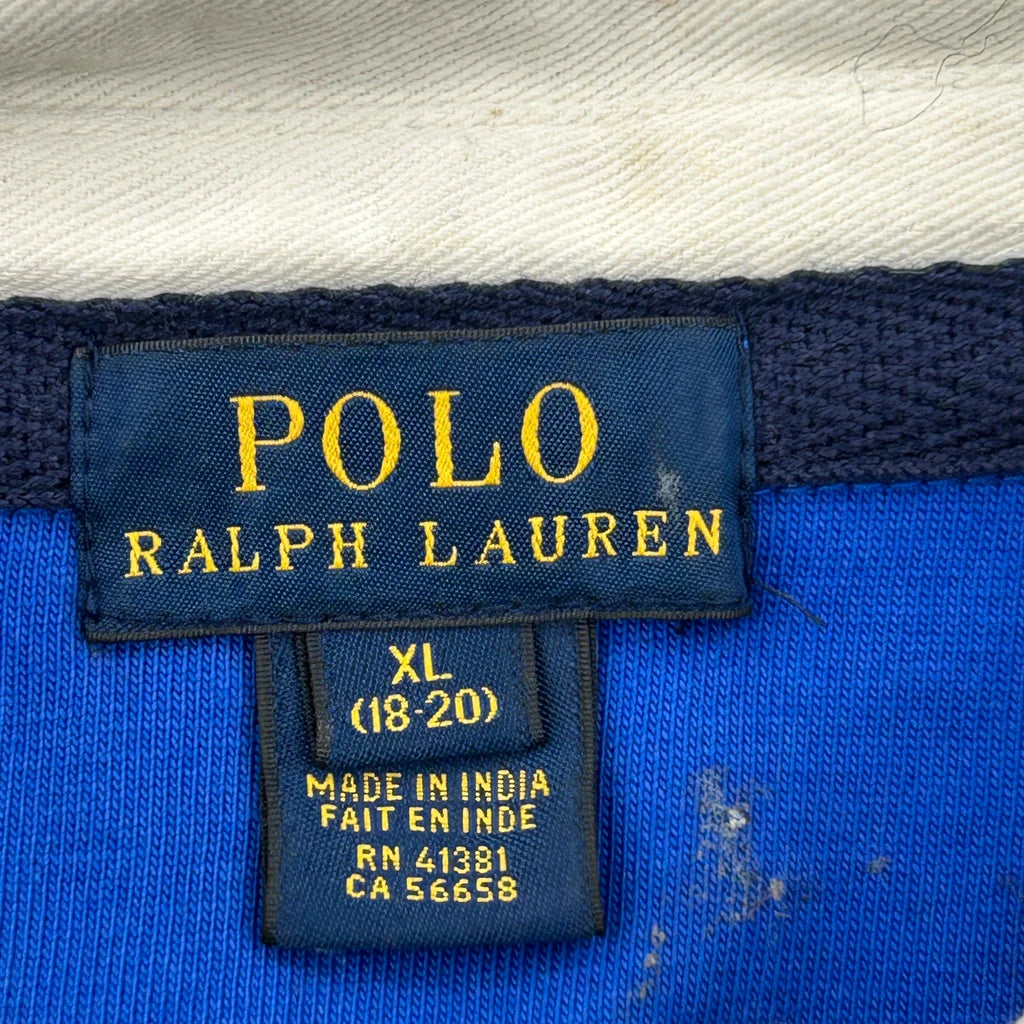 POLO
RALPH LAUREN
XL
(18-20)
MADE IN INDIA
FAIT EN INDE
RN 41381
CA 56658